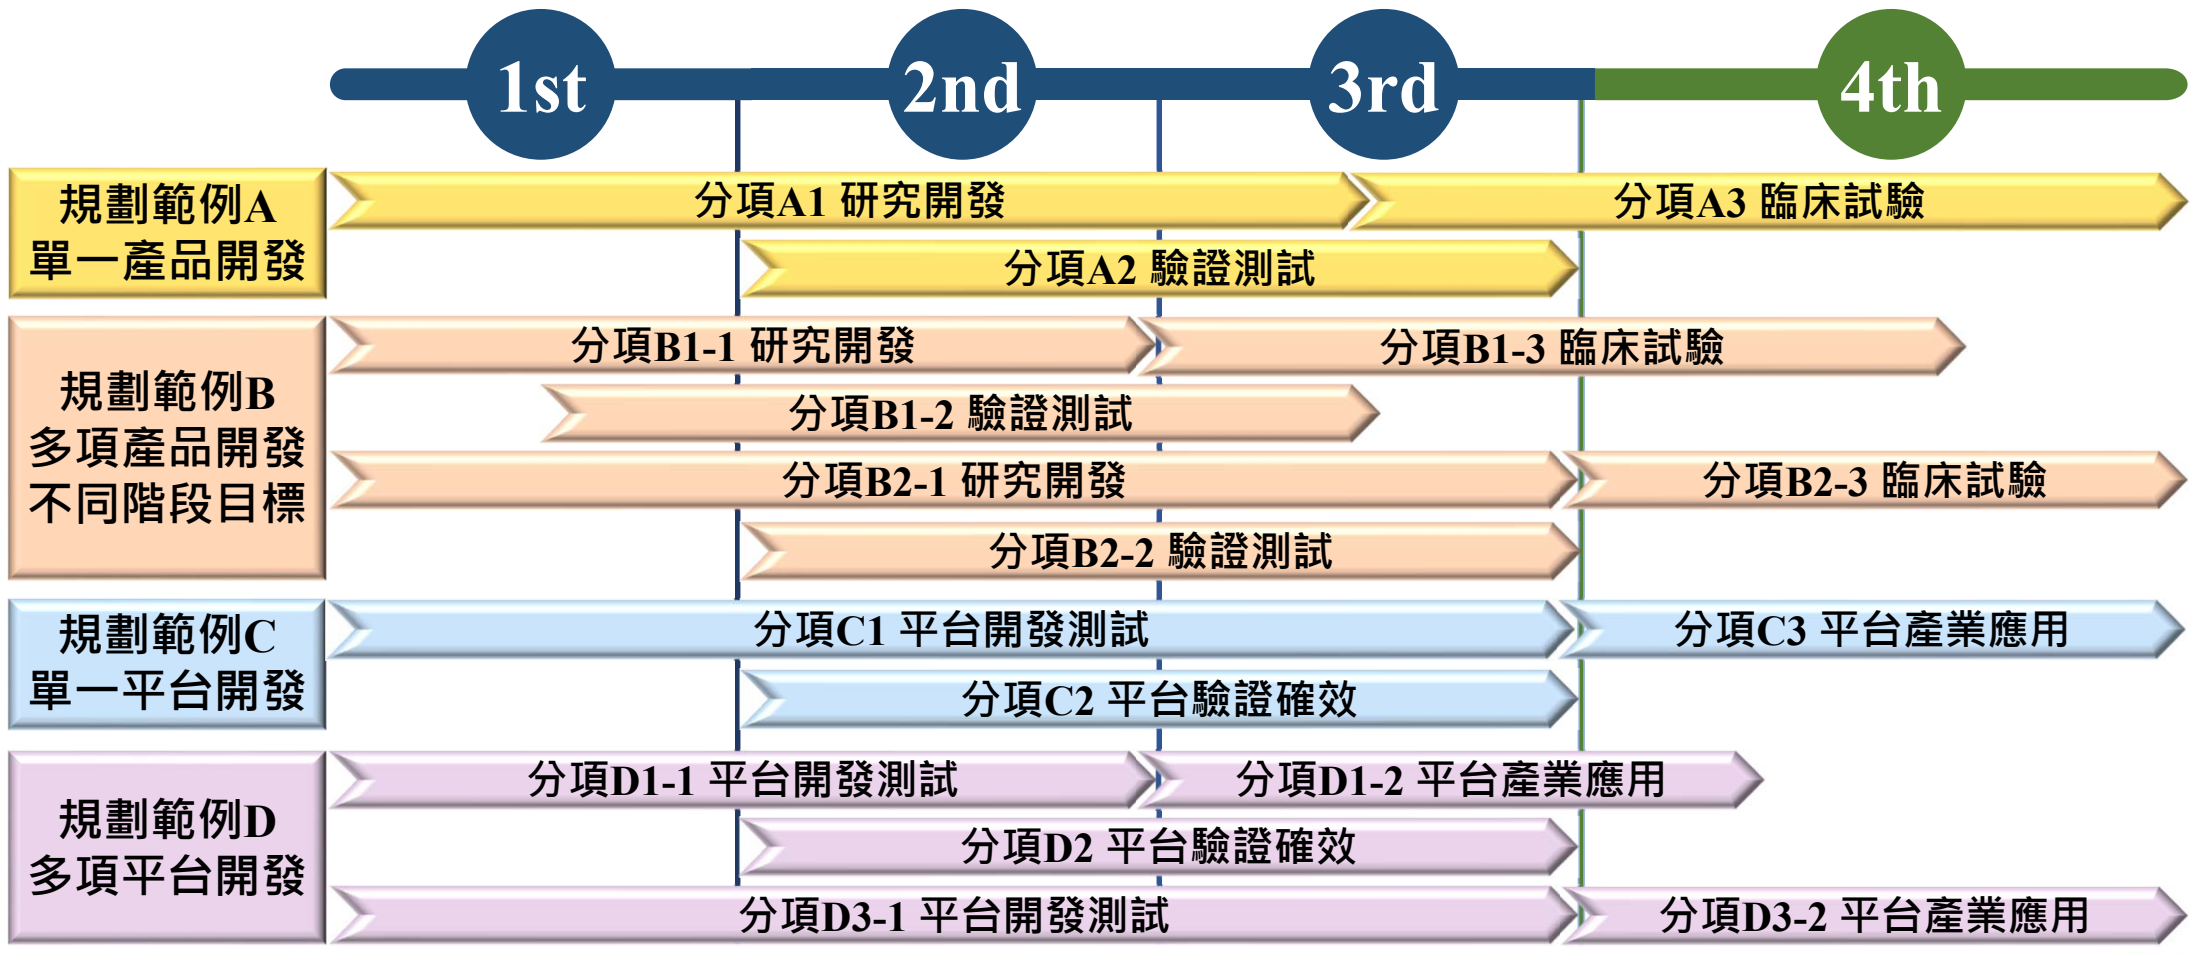 1st
2nd
3rd
4th
規劃範例A
單一產品開發
分項A1 研究開發
分項A3 臨床試驗
分項A2 驗證測試
規劃範例B
多項產品開發
不同階段目標
分項B1-1 研究開發
分項B1-3 臨床試驗
分項B1-2 驗證測試
分項B2-1 研究開發
分項B2-3 臨床試驗
分項B2-2 驗證測試
規劃範例C
單一平台開發
分項C1 平台開發測試
分項C3 平台產業應用
分項C2 平台驗證確效
規劃範例D
多項平台開發
分項D1-1 平台開發測試
分項D1-2 平台產業應用
分項D2 平台驗證確效
分項D3-1 平台開發測試
分項D3-2 平台產業應用